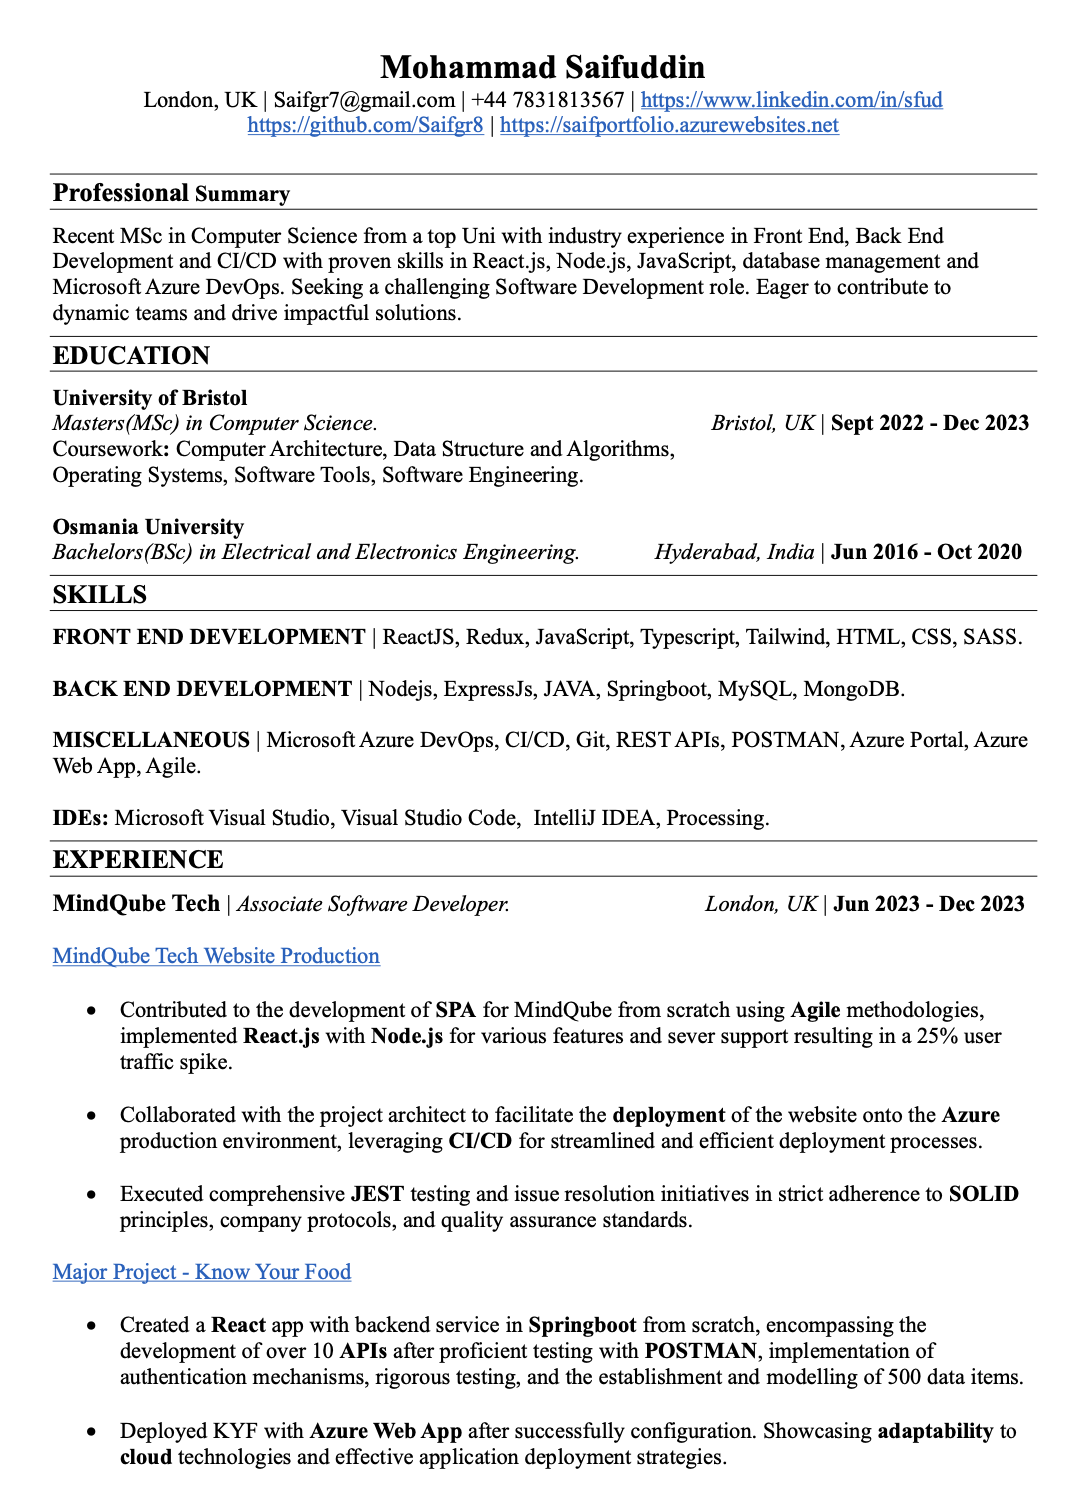 Mohammad Saifuddin
London, UK | Saifgr7@gmail.com | +44 7831813567 | https://www.linkedin.com/in/sfud
https://github.com/Saifgr8 | https://saifportfolio.azurewebsites.net
Professional Summary
Recent MSc in Computer Science from a top Uni with industry experience in Front End, Back End
Development and CI/CD with proven skills in React.js, Node.js, JavaScript, database management and
Microsoft Azure DevOps. Seeking a challenging Software Development role. Eager to contribute to
dynamic teams and drive impactful solutions.
EDUCATION
University of Bristol
Masters(MSc) in Computer Science. Bristol, UK | Sept 2022 - Dec 2023
Coursework: Computer Architecture, Data Structure and Algorithms,
Operating Systems, Software Tools, Software Engineering.
Osmania University
Bachelors(BSc) in Electrical and Electronics Engineering. Hyderabad, India | Jun 2016 - Oct 2020
SKILLS
FRONT END DEVELOPMENT | ReactJS, Redux, JavaScript, Typescript, Tailwind, HTML, CSS, SASS.
BACK END DEVELOPMENT | Nodejs, ExpressJs, JAVA, Springboot, MySQL, MongoDB.
MISCELLANEOUS | Microsoft Azure DevOps, CI/CD, Git, REST APIs, POSTMAN, Azure Portal, Azure
Web App, Agile.
IDEs: Microsoft Visual Studio, Visual Studio Code, IntelliJ IDEA, Processing.
EXPERIENCE
MindQube Tech | Associate Software Developer. London, UK | Jun 2023 - Dec 2023
MindQube Tech Website Production
• Contributed to the development of SPA for MindQube from scratch using Agile methodologies,
implemented React.js with Node.js for various features and sever support resulting in a 25% user
traffic spike.
• Collaborated with the project architect to facilitate the deployment of the website onto the Azure
production environment, leveraging CI/CD for streamlined and efficient deployment processes.
• Executed comprehensive JEST testing and issue resolution initiatives in strict adherence to SOLID
principles, company protocols, and quality assurance standards.
Major Project - Know Your Food
• Created a React app with backend service in Springboot from scratch, encompassing the
development of over 10 APIs after proficient testing with POSTMAN, implementation of
authentication mechanisms, rigorous testing, and the establishment and modelling of 500 data items.
• Deployed KYF with Azure Web App after successfully configuration. Showcasing adaptability to
cloud technologies and effective application deployment strategies.